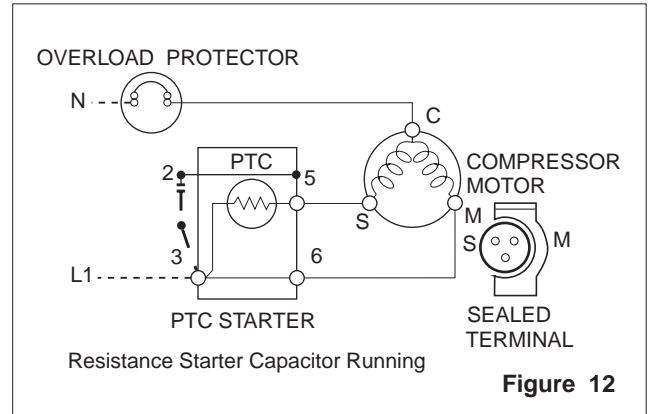 OVERLOAD PROTECTOR
N
C
PTC
2
5
COMPRESSOR
MOTOR
S
M
S
M
3
6
L1
PTC STARTER
SEALED
TERMINAL
Resistance Starter Capacitor Running
Figure 12